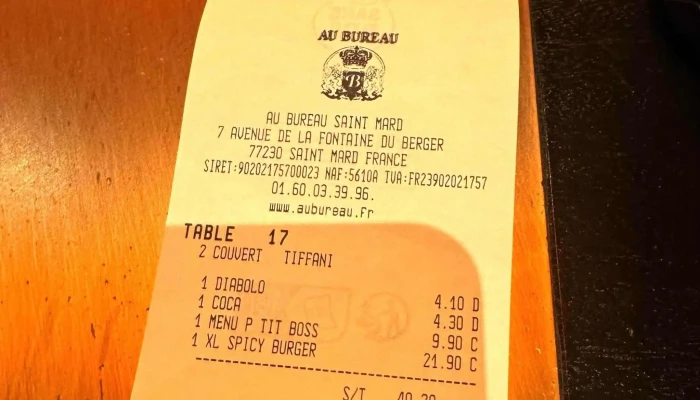 AU BUREAU
B
AU BUREAU SAINT MARD
7 AVENUE DE LA FONTAINE DU BERGER
77230 SAINT MARD FRANCE
SIRET:90202175700023 NAF:5610A TVA:FR23902021757
01.60.03.39.96.
www.aubureau.fr
TABLE 17
2 COUVERT TIFFANI
1 DIABOLO 4.10 D
1 COCA 4.30 D
1 MENU P TIT BOSS 9.90 C
1 XL SPICY BURGER 21.90 C
S/T 40.20